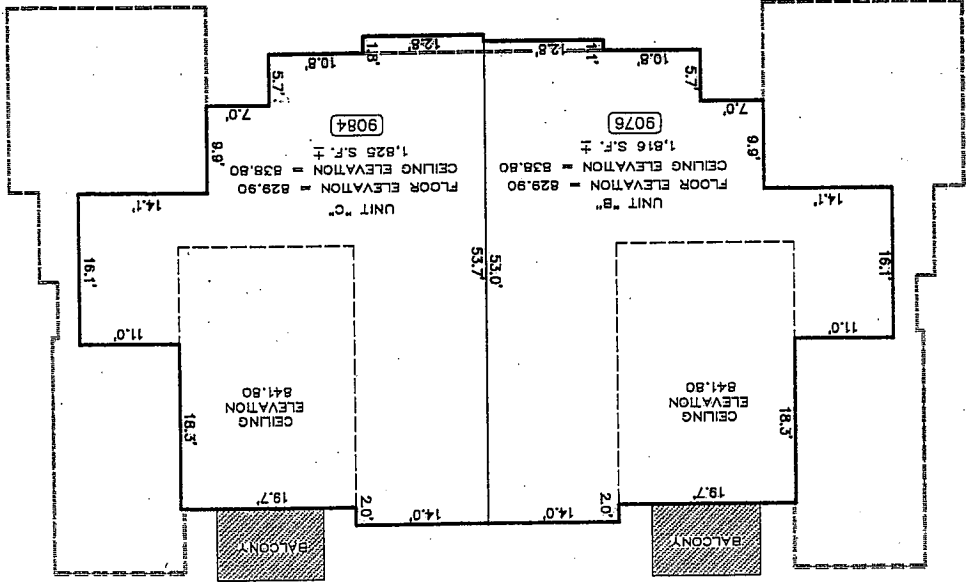 BALCONY
BALCONY
19.7'
2.0'
14.0'
14.0'
2.0'
19.7'
18.3'
CEILING
ELEVATION
841.80
CEILING
ELEVATION
841.80
18.3'
11.0'
11.0'
16.1'
53.0'
53.7'
16.1'
14.1'
UNIT "B"
FLOOR ELEVATION = 829.90
CEILING ELEVATION = 838.80
1,816 S.F. ±
9076
UNIT "C"
FLOOR ELEVATION = 829.90
CEILING ELEVATION = 838.80
1,825 S.F. ±
9084
14.1'
9.9'
9.9'
7.0'
7.0'
5.7'
5.7'
10.8'
1.1'
12.8'
12.8'
1.8'
10.8'